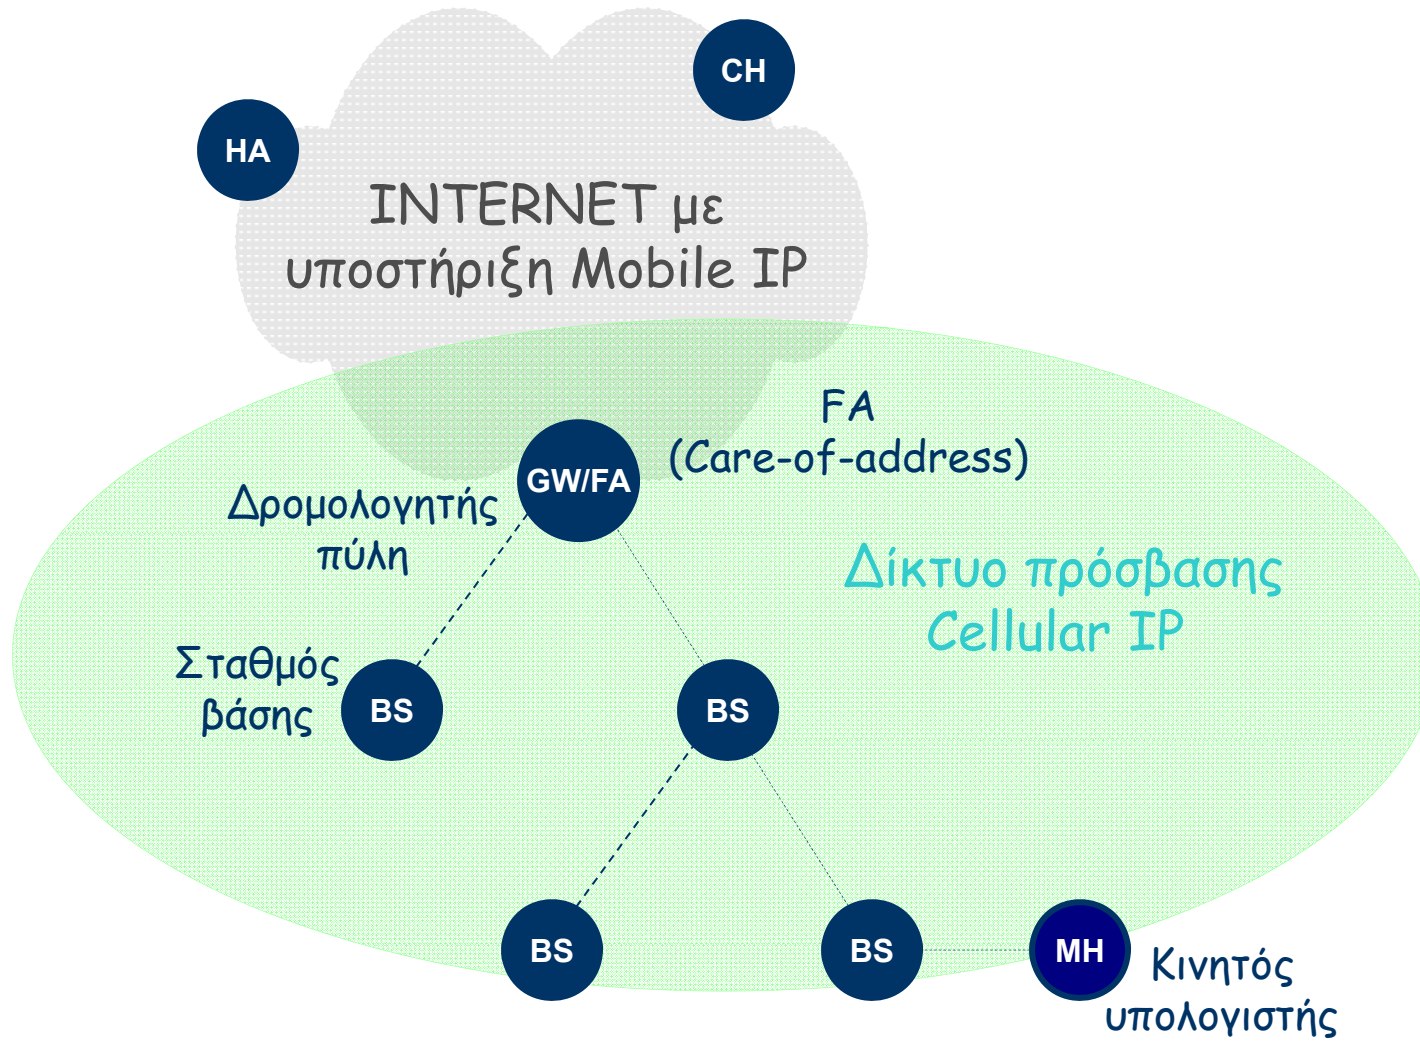 CH
HA
INTERNET με
υποστήριξη Mobile IP
FA
(Care-of-address)
GW/FA
Δρομολογητής
πύλη
Δίκτυο πρόσβασης
Cellular IP
Σταθμός
βάσης
BS
BS
BS
BS
MH
Κινητός
υπολογιστής